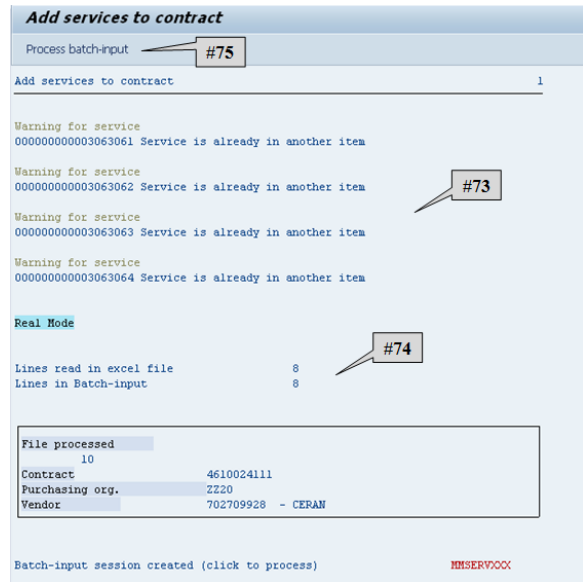 Add services to contract
Process batch-input
#75
Add services to contract 1
Warning for service
000000000003063061 Service is already in another item
Warning for service
000000000003063062 Service is already in another item
#73
Warning for service
000000000003063063 Service is already in another item
Warning for service
000000000003063064 Service is already in another item
Real Mode
#74
Lines read in excel file 8
Lines in Batch-input 8
File processed
10
Contract 4610024111
Purchasing org. ZZ20
Vendor 702709928 - CERAN
Batch-input session created (click to process) MMSERVXXX